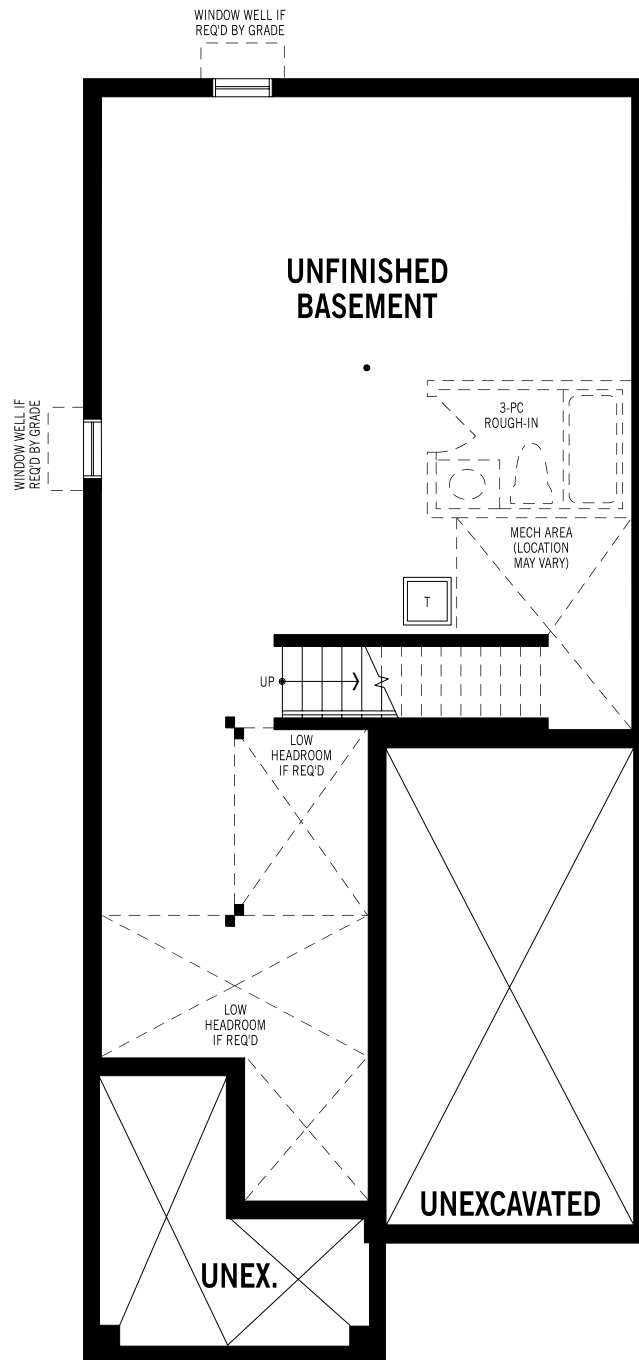 WINDOW WELL IF
REQ'D BY GRADE
UNFINISHED
BASEMENT
WINDOW WELL IF
REQ'D BY GRADE
3-PC
ROUGH-IN
MECH AREA
(LOCATION
MAY VARY)
T
UP
LOW
HEADROOM
IF REQ'D
LOW
HEADROOM
IF REQ'D
UNEXCAVATED
UNEX.